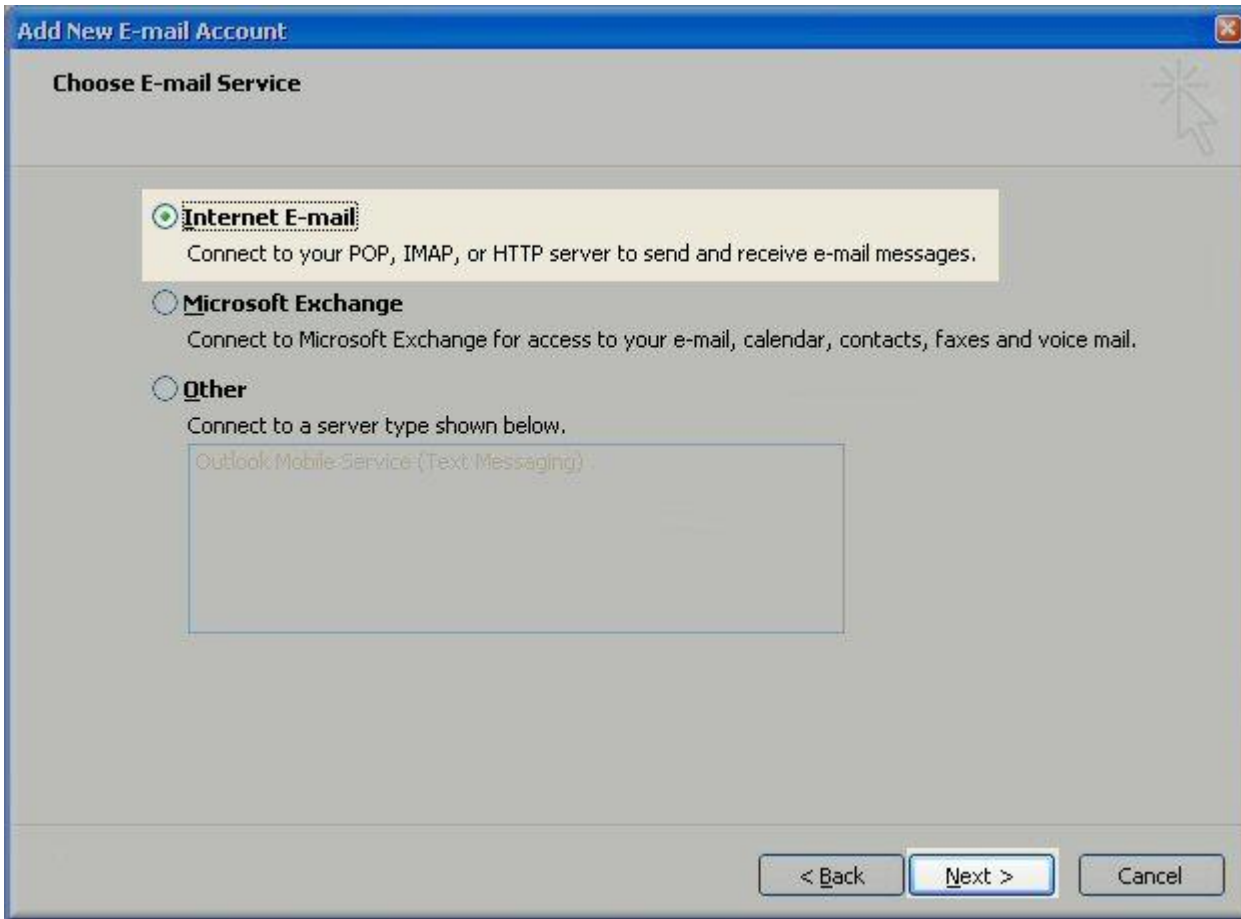 Add New E-mail Account
Choose E-mail Service
Internet E-mail
Connect to your POP, IMAP, or HTTP server to send and receive e-mail messages.
Microsoft Exchange
Connect to Microsoft Exchange for access to your e-mail, calendar, contacts, faxes and voice mail.
Other
Connect to a server type shown below.
Outlook Mobile Service (Text Messaging)
< Back
Next >
Cancel